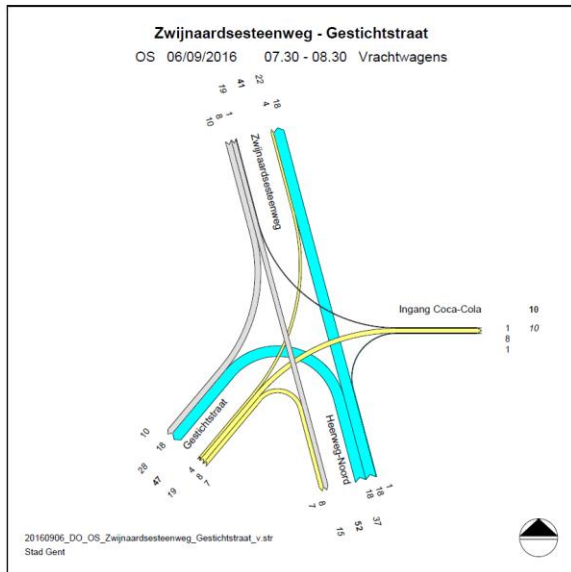 Zwijnaardsesteenweg - Gestichtstraat
OS 06/09/2016 07.30 - 08.30 Vrachtwagens
19 41 22
10 8 1 4 18
Zwijnaardsesteenweg
Ingang Coca-Cola 10
1 10
8
1
Gestichtstraat
Heerweg-Noord
10 18
28 47 19
4 8 7
7 8 18 18 1
15 52 37
20160906_DO_OS_Zwijnaardsesteenweg_Gestichtstraat_v.str
Stad Gent